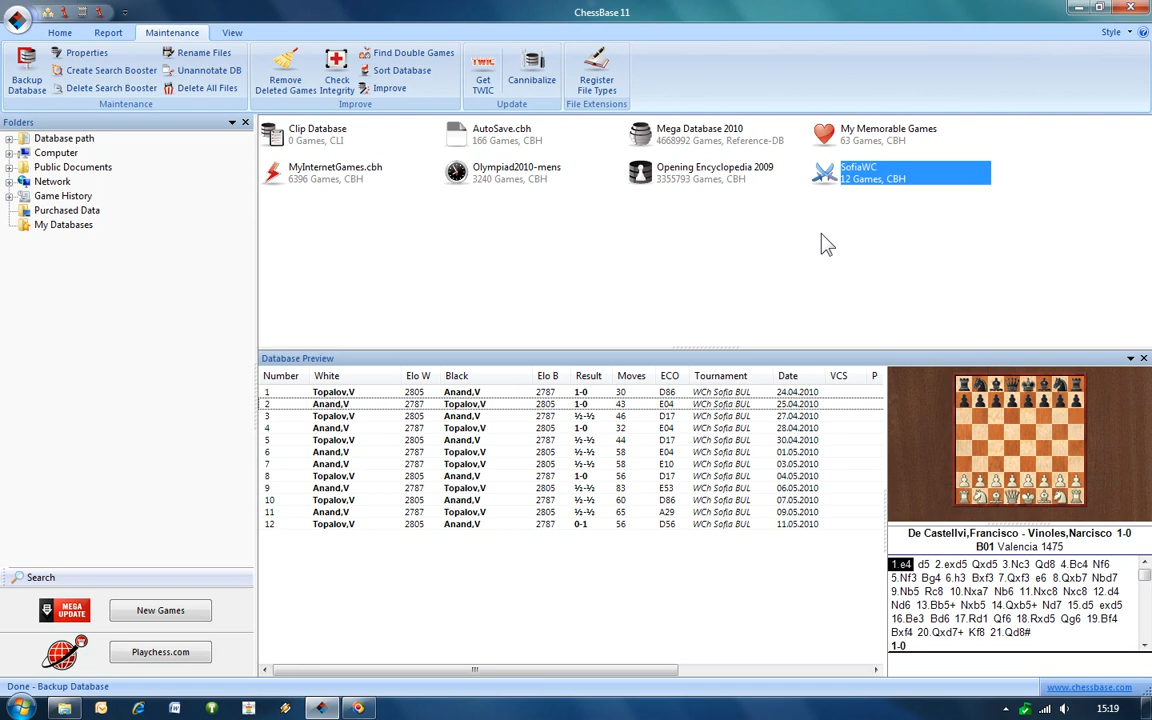 ChessBase 11
Home Report Maintenance View Style
Backup Database
Properties
Create Search Booster
Delete Search Booster
Rename Files
Unannotate DB
Delete All Files
Maintenance
Remove Deleted Games
Check Integrity
Find Double Games
Sort Database
Improve
Improve
TWIC
Get TWIC
Cannibalize
Update
Register File Types
File Extensions
Folders
Database path
Computer
Public Documents
Network
Game History
Purchased Data
My Databases
Clip Database
0 Games, CLI
AutoSave.cbh
166 Games, CBH
Mega Database 2010
4668992 Games, Reference-DB
My Memorable Games
63 Games, CBH
MyInternetGames.cbh
6396 Games, CBH
Olympiad2010-mens
3240 Games, CBH
Opening Encyclopedia 2009
3355793 Games, CBH
SofiaWC
12 Games, CBH
Database Preview
Number White Elo W Black Elo B Result Moves ECO Tournament Date VCS P
1 Topalov,V 2805 Anand,V 2787 1-0 30 D86 WCh Sofia BUL 24.04.2010
2 Anand,V 2787 Topalov,V 2805 1-0 43 E04 WCh Sofia BUL 25.04.2010
3 Topalov,V 2805 Anand,V 2787 ½-½ 46 D17 WCh Sofia BUL 27.04.2010
4 Anand,V 2787 Topalov,V 2805 1-0 32 E04 WCh Sofia BUL 28.04.2010
5 Topalov,V 2805 Anand,V 2787 ½-½ 44 D17 WCh Sofia BUL 30.04.2010
6 Anand,V 2787 Topalov,V 2805 ½-½ 58 E04 WCh Sofia BUL 01.05.2010
7 Anand,V 2787 Topalov,V 2805 ½-½ 58 E10 WCh Sofia BUL 03.05.2010
8 Topalov,V 2805 Anand,V 2787 1-0 56 D17 WCh Sofia BUL 04.05.2010
9 Anand,V 2787 Topalov,V 2805 ½-½ 83 E53 WCh Sofia BUL 06.05.2010
10 Topalov,V 2805 Anand,V 2787 ½-½ 60 D86 WCh Sofia BUL 07.05.2010
11 Anand,V 2787 Topalov,V 2805 ½-½ 65 A29 WCh Sofia BUL 09.05.2010
12 Topalov,V 2805 Anand,V 2787 0-1 56 D56 WCh Sofia BUL 11.05.2010
De Castellvi,Francisco - Vinoles,Narcisco 1-0
B01 Valencia 1475
1.e4 d5 2.exd5 Qxd5 3.Nc3 Qd8 4.Bc4 Nf6
5.Nf3 Bg4 6.h3 Bxf3 7.Qxf3 e6 8.Qxb7 Nbd7
9.Nb5 Rc8 10.Nxa7 Nb6 11.Nxc8 Nxc8 12.d4
Nd6 13.Bb5+ Nxb5 14.Qxb5+ Nd7 15.d5 exd5
16.Be3 Bd6 17.Rd1 Qf6 18.Rxd5 Qg6 19.Bf4
Bxf4 20.Qxd7+ Kf8 21.Qd8#
1-0
Search
MEGA UPDATE
New Games
Playchess.com
Done - Backup Database
www.chessbase.com
15:19